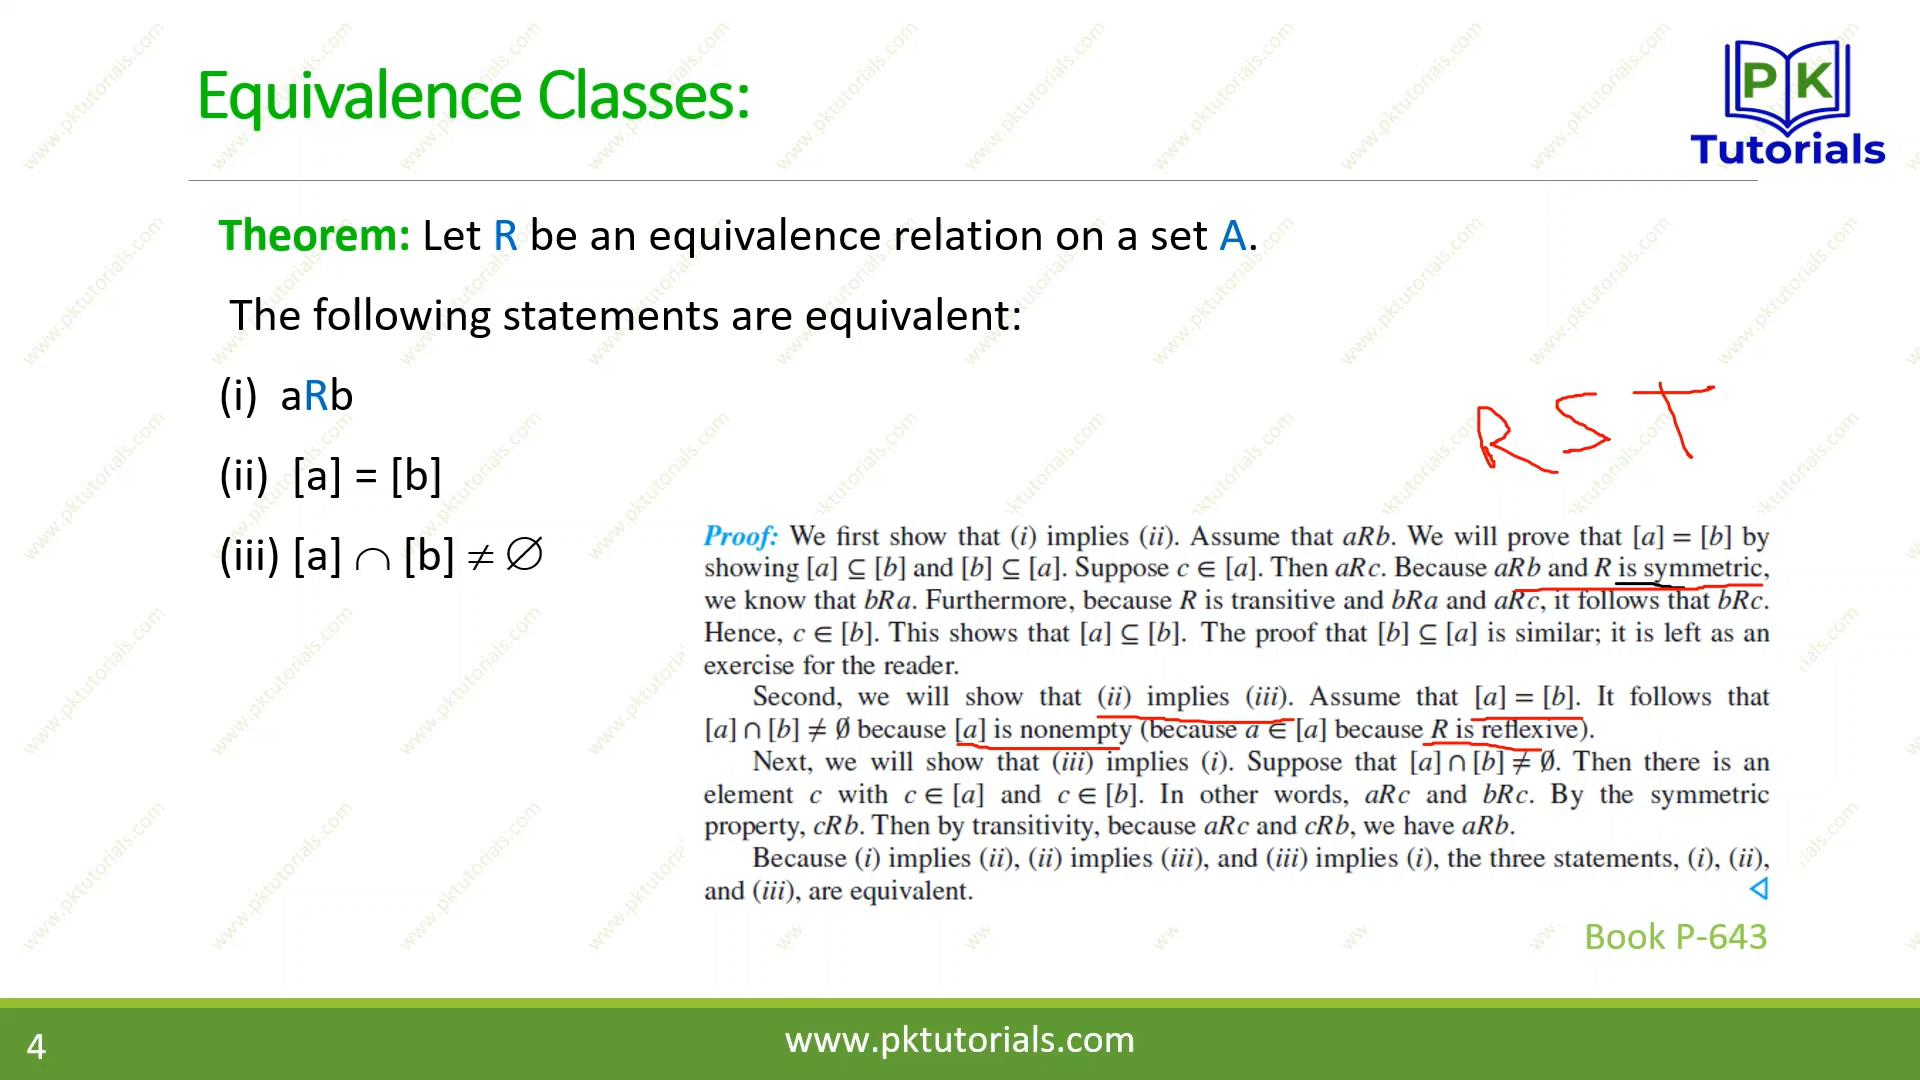 Equivalence Classes:
PK
Tutorials
Theorem: Let R be an equivalence relation on a set A.
The following statements are equivalent:
(i) aRb
(ii) [a] = [b]
(iii) [a] ∩ [b] ≠ ∅
R S T
Proof: We first show that (i) implies (ii). Assume that aRb. We will prove that [a] = [b] by
showing [a] ⊆ [b] and [b] ⊆ [a]. Suppose c ∈ [a]. Then aRc. Because aRb and R is symmetric,
we know that bRa. Furthermore, because R is transitive and bRa and aRc, it follows that bRc.
Hence, c ∈ [b]. This shows that [a] ⊆ [b]. The proof that [b] ⊆ [a] is similar; it is left as an
exercise for the reader.
Second, we will show that (ii) implies (iii). Assume that [a] = [b]. It follows that
[a] ∩ [b] ≠ ∅ because [a] is nonempty (because a ∈ [a] because R is reflexive).
Next, we will show that (iii) implies (i). Suppose that [a] ∩ [b] ≠ ∅. Then there is an
element c with c ∈ [a] and c ∈ [b]. In other words, aRc and bRc. By the symmetric
property, cRb. Then by transitivity, because aRc and cRb, we have aRb.
Because (i) implies (ii), (ii) implies (iii), and (iii) implies (i), the three statements, (i), (ii),
and (iii), are equivalent.
Book P-643
4
www.pktutorials.com